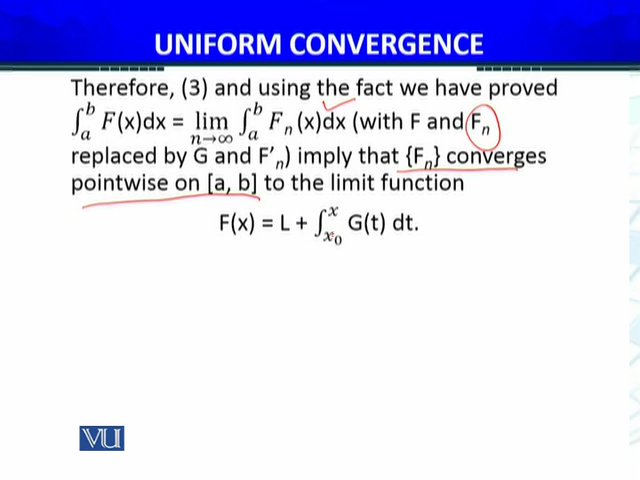 UNIFORM CONVERGENCE
Therefore, (3) and using the fact we have proved
∫ₐᵇ F(x)dx = lim_{n→∞} ∫ₐᵇ Fₙ(x)dx (with F and Fₙ
replaced by G and F'ₙ) imply that {Fₙ} converges
pointwise on [a, b] to the limit function
F(x) = L + ∫_{x₀}^{x} G(t) dt.
VU